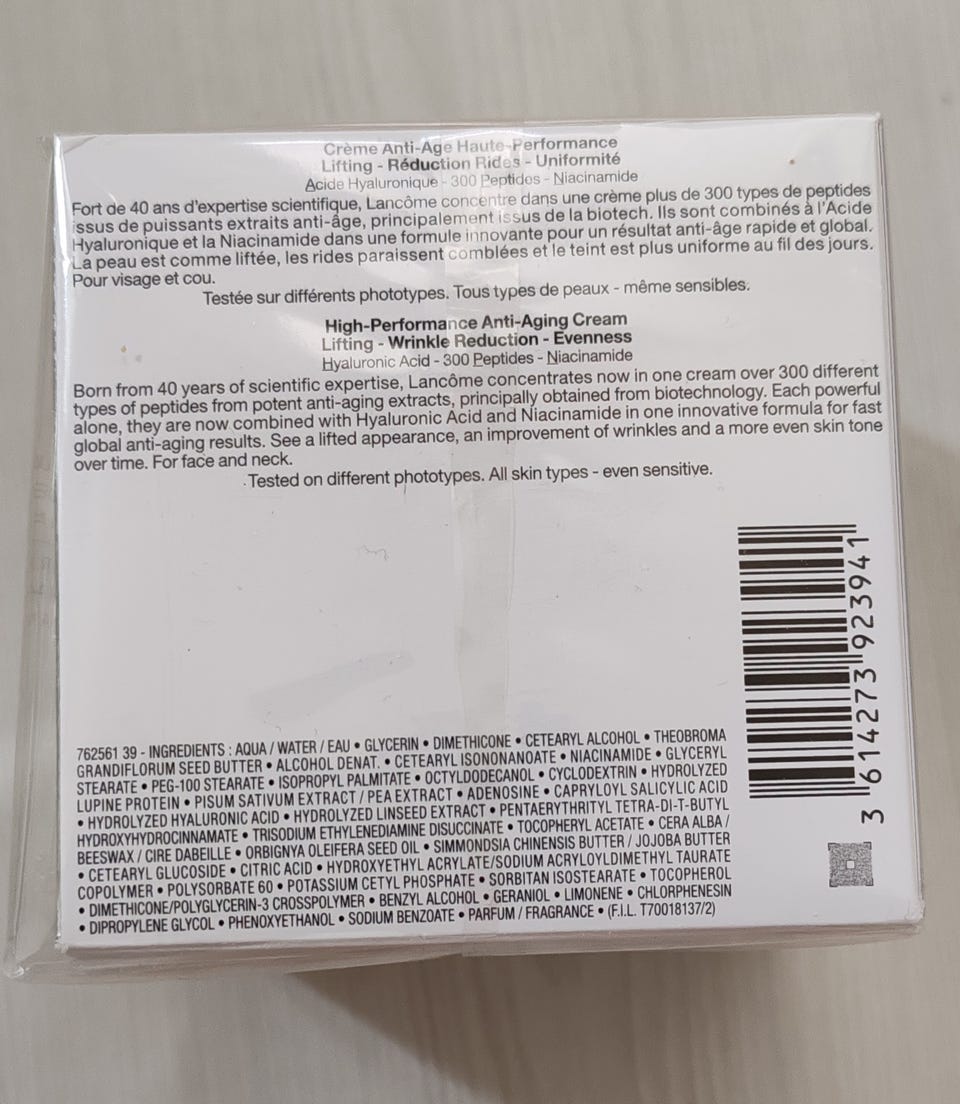 Crème Anti-Age Haute-Performance
Lifting - Réduction Rides - Uniformité
Acide Hyaluronique - 300 Peptides - Niacinamide
Fort de 40 ans d'expertise scientifique, Lancôme concentre dans une crème plus de 300 types de peptides
issus de puissants extraits anti-âge, principalement issus de la biotech. Ils sont combinés à l'Acide
Hyaluronique et la Niacinamide dans une formule innovante pour un résultat anti-âge rapide et global.
La peau est comme liftée, les rides paraissent comblées et le teint est plus uniforme au fil des jours.
Pour visage et cou.
Testée sur différents phototypes. Tous types de peaux - même sensibles.
High-Performance Anti-Aging Cream
Lifting - Wrinkle Reduction - Evenness
Hyaluronic Acid - 300 Peptides - Niacinamide
Born from 40 years of scientific expertise, Lancôme concentrates now in one cream over 300 different
types of peptides from potent anti-aging extracts, principally obtained from biotechnology. Each powerful
alone, they are now combined with Hyaluronic Acid and Niacinamide in one innovative formula for fast
global anti-aging results. See a lifted appearance, an improvement of wrinkles and a more even skin tone
over time. For face and neck.
Tested on different phototypes. All skin types - even sensitive.
762561 39 - INGREDIENTS : AQUA / WATER / EAU • GLYCERIN • DIMETHICONE • CETEARYL ALCOHOL • THEOBROMA
GRANDIFLORUM SEED BUTTER • ALCOHOL DENAT. • CETEARYL ISONONANOATE • NIACINAMIDE • GLYCERYL
STEARATE • PEG-100 STEARATE • ISOPROPYL PALMITATE • OCTYLDODECANOL • CYCLODEXTRIN • HYDROLYZED
LUPINE PROTEIN • PISUM SATIVUM EXTRACT / PEA EXTRACT • ADENOSINE • CAPRYLOYL SALICYLIC ACID
• HYDROLYZED HYALURONIC ACID • HYDROLYZED LINSEED EXTRACT • PENTAERYTHRITYL TETRA-DI-T-BUTYL
HYDROXYHYDROCINNAMATE • TRISODIUM ETHYLENEDIAMINE DISUCCINATE • TOCOPHERYL ACETATE • CERA ALBA /
BEESWAX / CIRE DABEILLE • ORBIGNYA OLEIFERA SEED OIL • SIMMONDSIA CHINENSIS BUTTER / JOJOBA BUTTER
• CETEARYL GLUCOSIDE • CITRIC ACID • HYDROXYETHYL ACRYLATE/SODIUM ACRYLOYLDIMETHYL TAURATE
COPOLYMER • POLYSORBATE 60 • POTASSIUM CETYL PHOSPHATE • SORBITAN ISOSTEARATE • TOCOPHEROL
• DIMETHICONE/POLYGLYCERIN-3 CROSSPOLYMER • BENZYL ALCOHOL • GERANIOL • LIMONENE • CHLORPHENESIN
• DIPROPYLENE GLYCOL • PHENOXYETHANOL • SODIUM BENZOATE • PARFUM / FRAGRANCE • (F.I.L. T70018137/2)
3 614273 923941